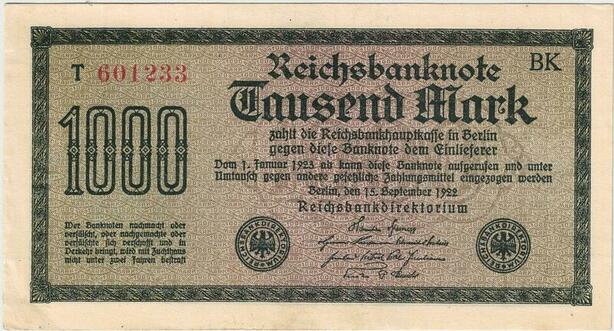 T 601233
BK
Reichsbanknote
Tausend Mark
1000
zahlt die Reichsbankhauptkasse in Berlin
gegen diese Banknote dem Einlieferer
Vom 1. Januar 1923 ab kann diese Banknote aufgerufen und unter
Umtausch gegen andere gesetzliche Zahlungsmittel eingezogen werden
Berlin, den 15. September 1922
Reichsbankdirektorium
Wer Banknoten nachmacht oder
verfälscht, oder nachgemachte oder
verfälschte sich verschafft und in
Verkehr bringt, wird mit Zuchthaus
nicht unter zwei Jahren bestraft
REICHSBANKDIREKTORIUM
REICHSBANKDIREKTORIUM